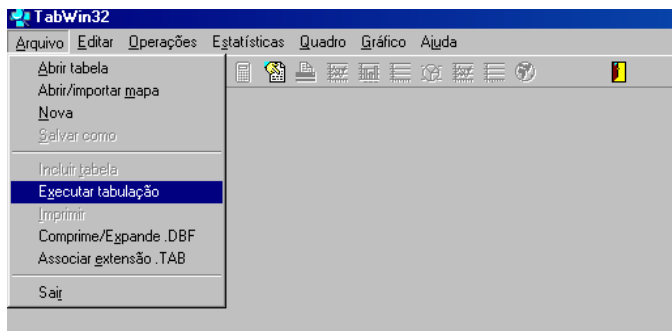 TabWin32
Arquivo Editar Operações Estatísticas Quadro Gráfico Ajuda
Abrir tabela
Abrir/importar mapa
Nova
Salvar como
Incluir tabela
Executar tabulação
Imprimir
Comprime/Expande .DBF
Associar extensão .TAB
Sair